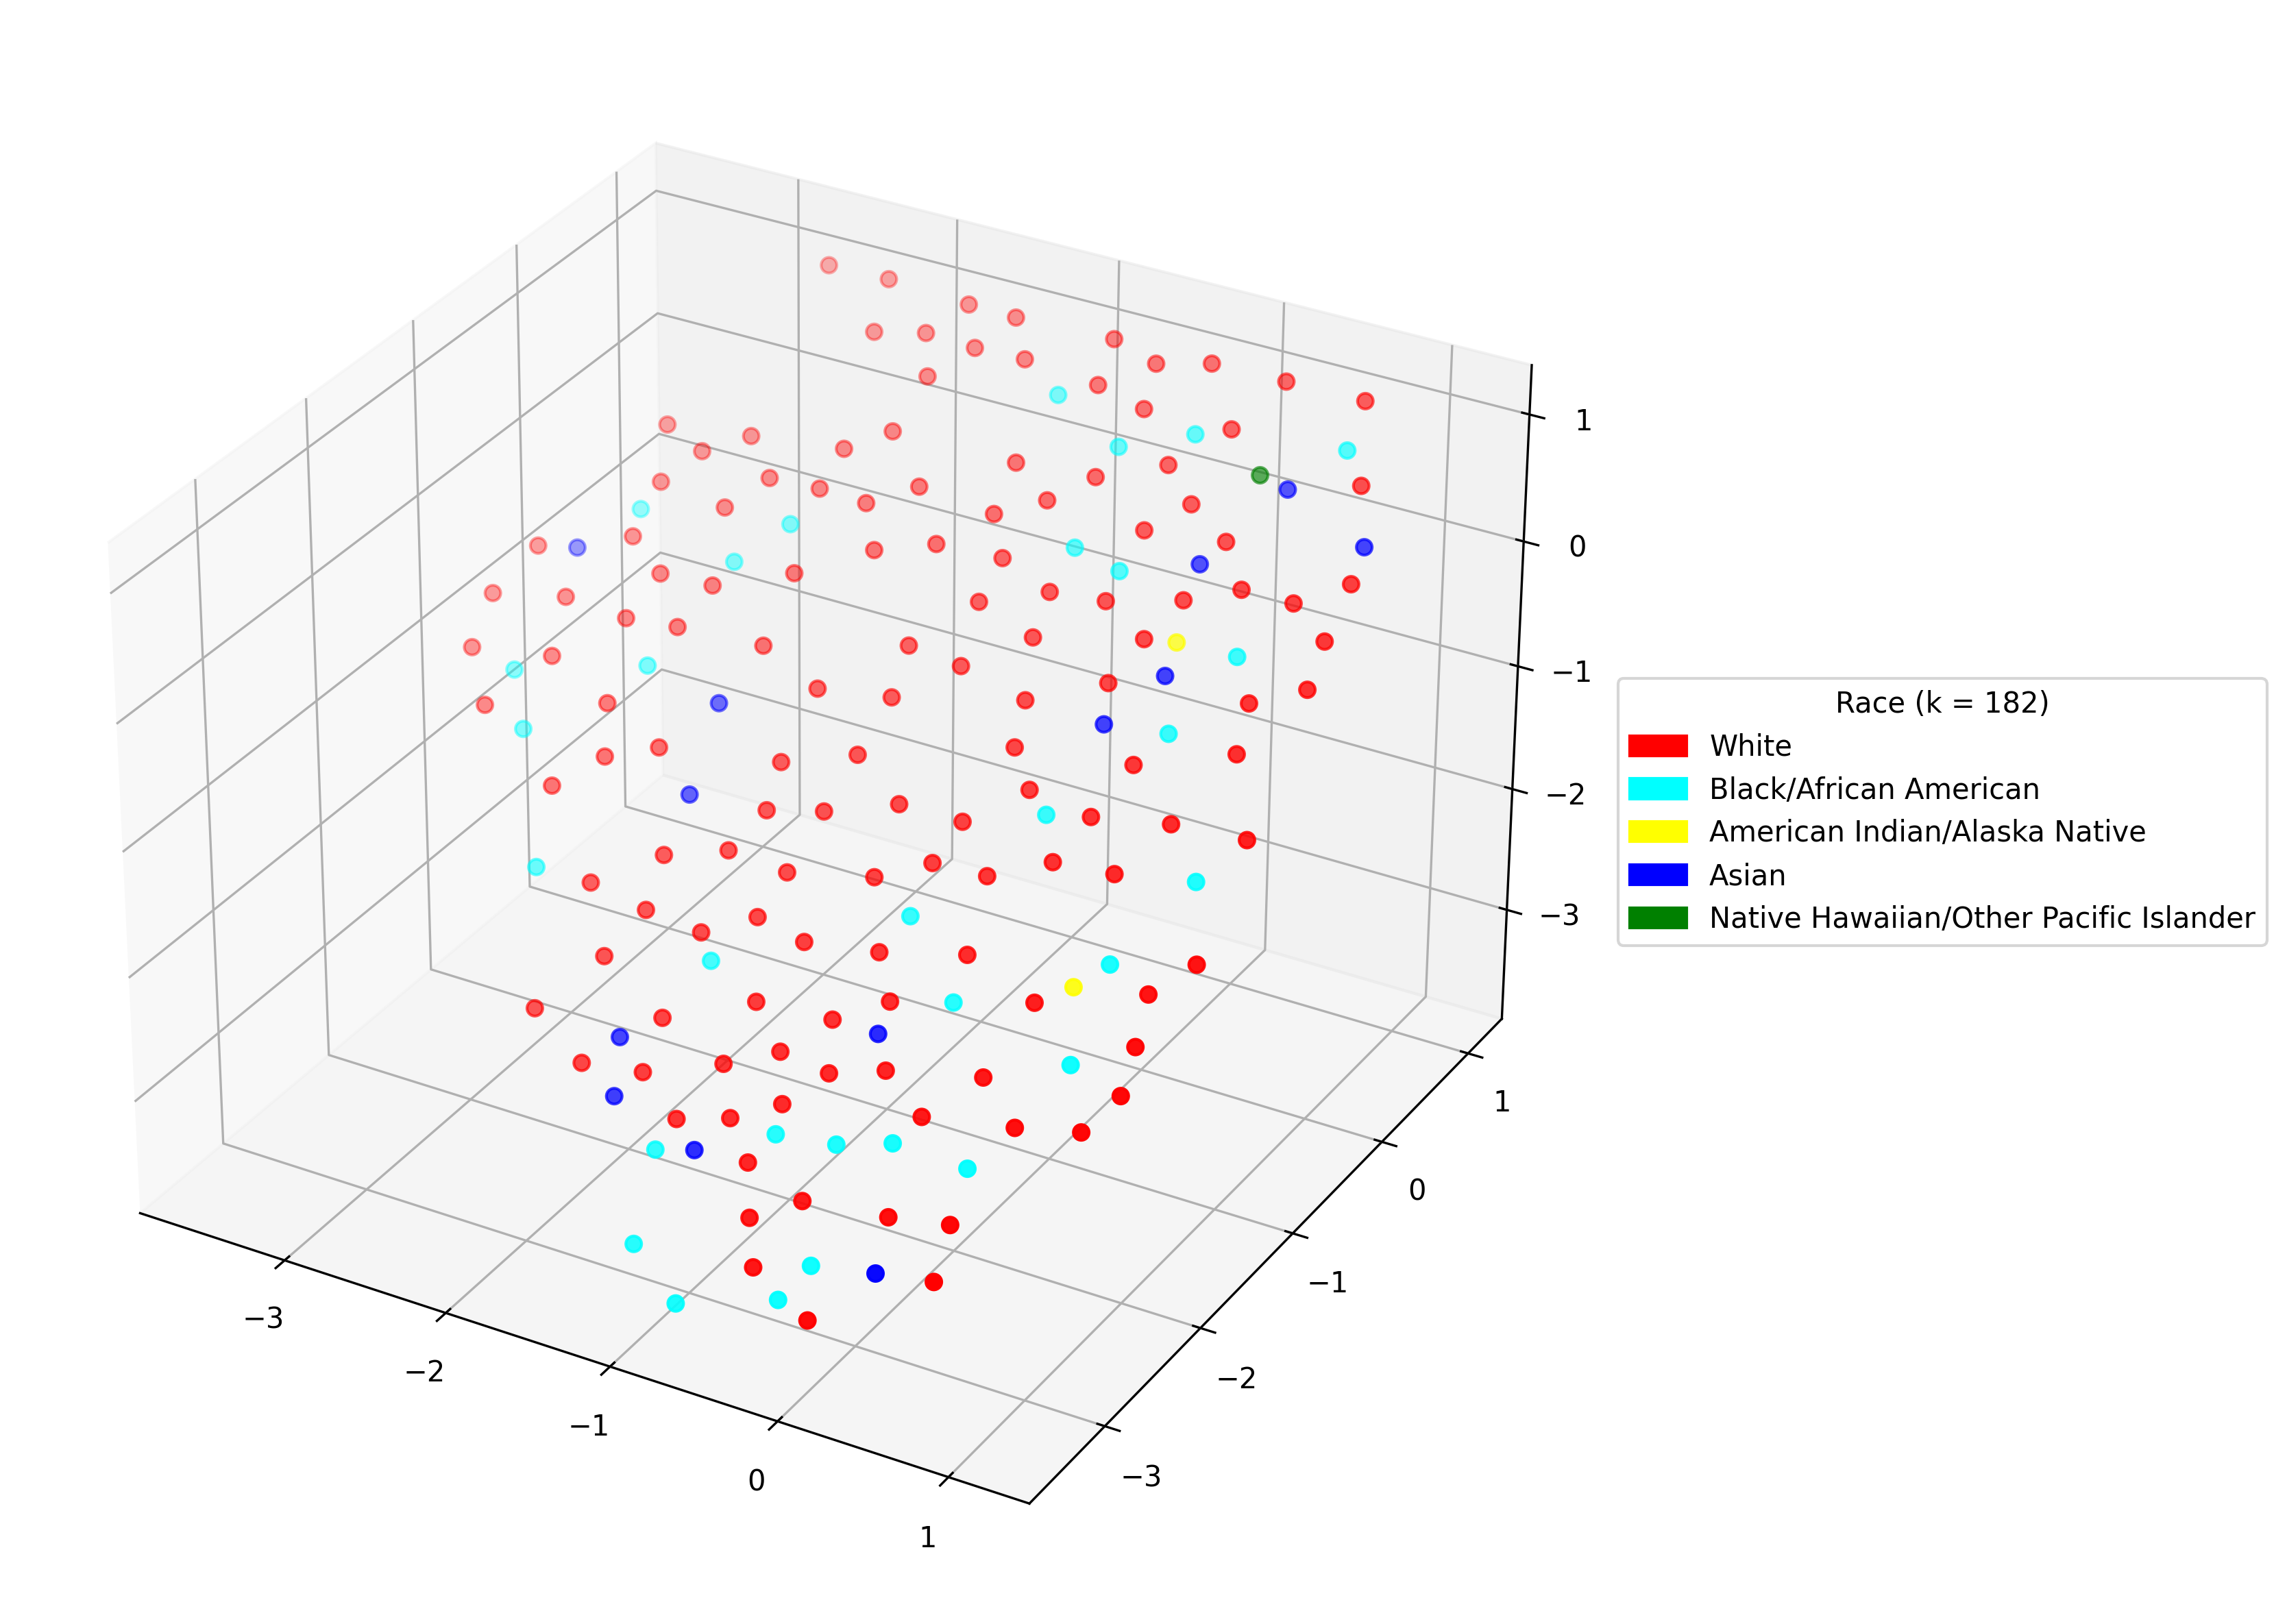 1
0
−1
−2
−3
Race (k = 182)
White
Black/African American
American Indian/Alaska Native
Asian
Native Hawaiian/Other Pacific Islander
1
0
−1
−2
−3
−3
−2
−1
0
1